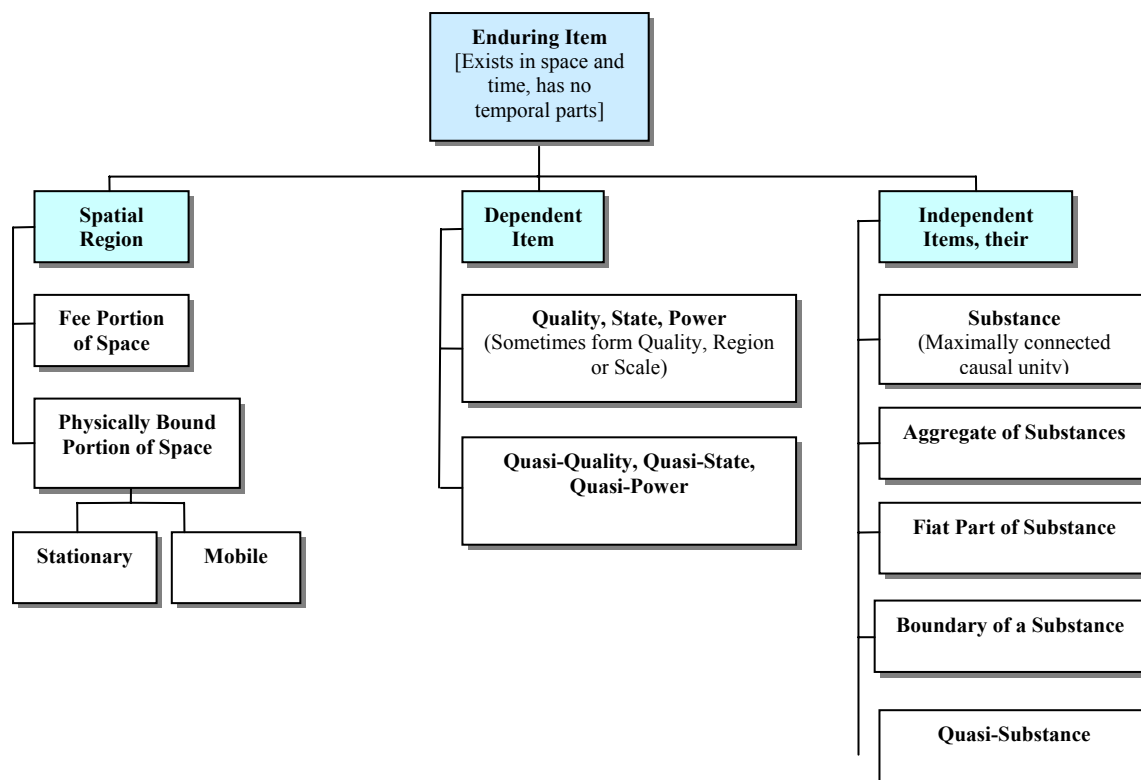 Enduring Item
[Exists in space and
time, has no
temporal parts]
Spatial
Region
Fee Portion
of Space
Physically Bound
Portion of Space
Stationary
Mobile
Dependent
Item
Quality, State, Power
(Sometimes form Quality, Region
or Scale)
Quasi-Quality, Quasi-State,
Quasi-Power
Independent
Items, their
Substance
(Maximally connected
causal unity)
Aggregate of Substances
Fiat Part of Substance
Boundary of a Substance
Quasi-Substance